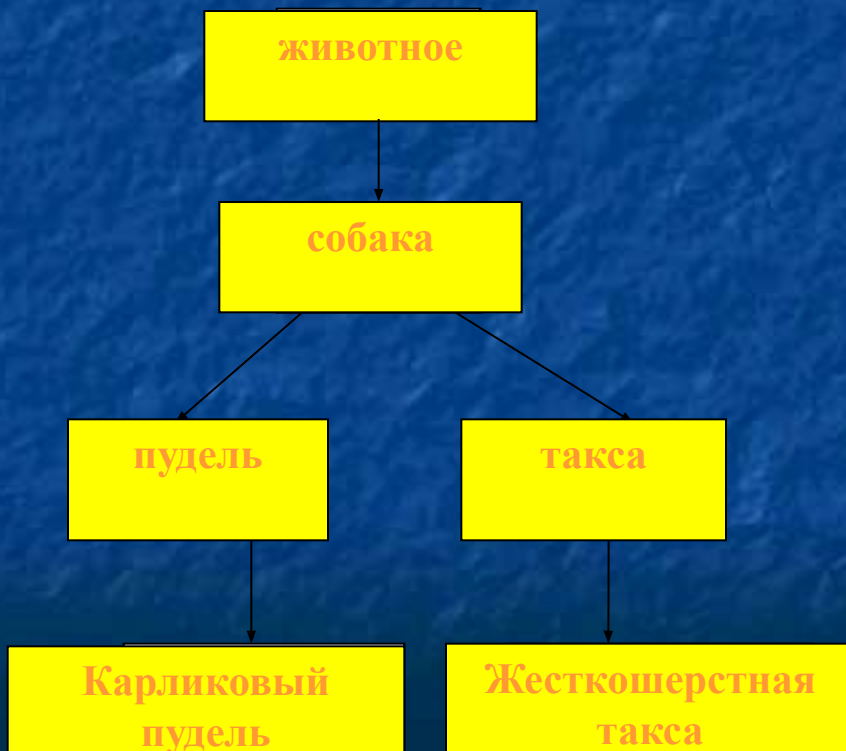 животное
собака
пудель
такса
Карликовый
пудель
Жесткошерстная
такса